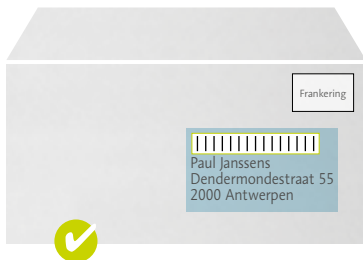 Frankering
Paul Janssens
Dendermondestraat 55
2000 Antwerpen